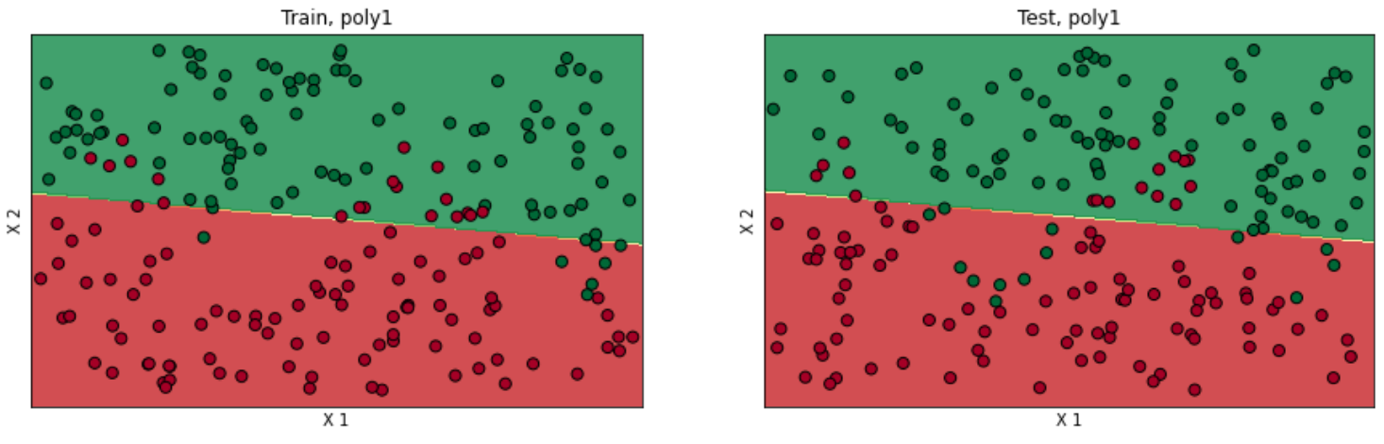 Train, poly1
Test, poly1
X 2
X 2
X 1
X 1